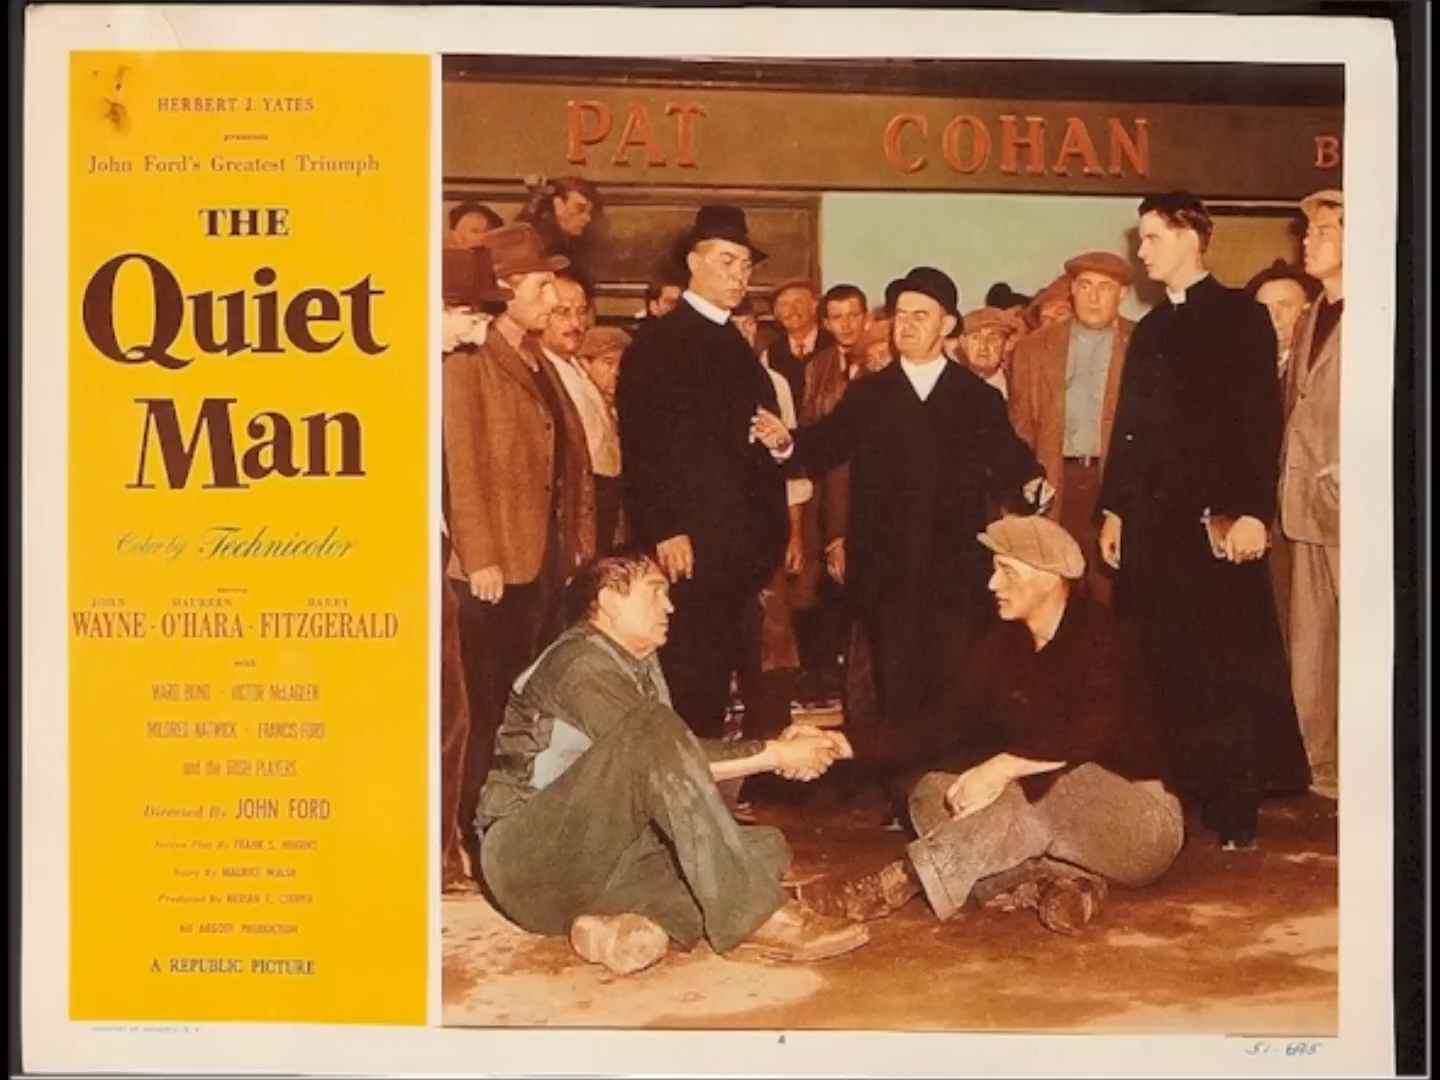 HERBERT J. YATES
presents
John Ford's Greatest Triumph
THE
Quiet
Man
Color by Technicolor
starring
JOHN MAUREEN BARRY
WAYNE · O'HARA · FITZGERALD
with
WARD BOND · VICTOR McLAGLEN
MILDRED NATWICK · FRANCIS FORD
and the IRISH PLAYERS
Directed By JOHN FORD
Screen Play By FRANK S. NUGENT
Story By MAURICE WALSH
Produced By MERIAN C. COOPER
AN ARGOSY PRODUCTION
A REPUBLIC PICTURE
PAT COHAN B